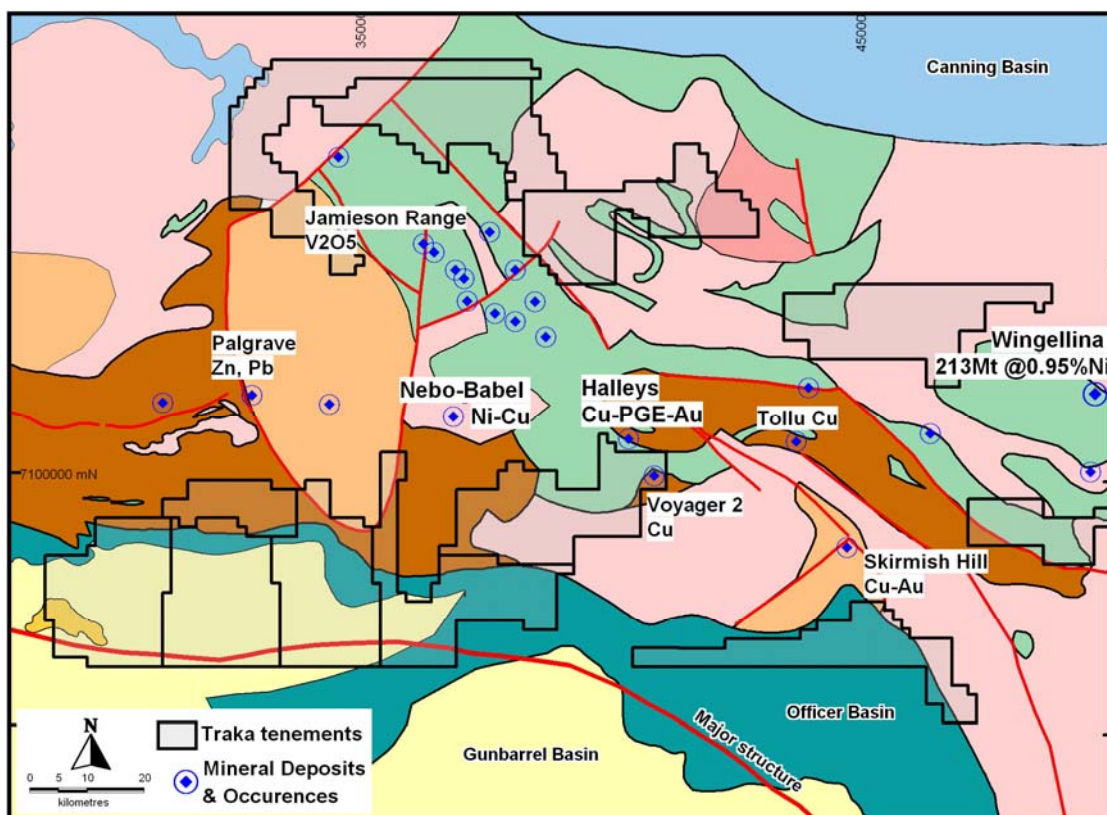 35000
45000
Canning Basin
Jamieson Range
V2O5
Wingellina
213Mt @0.95%Ni
Palgrave
Zn, Pb
Nebo-Babel
Ni-Cu
Halleys
Cu-PGE-Au
Tollu Cu
7100000 mN
Voyager 2
Cu
Skirmish Hill
Cu-Au
Officer Basin
Major structure
Gunbarrel Basin
N
Traka tenements
Mineral Deposits
& Occurences
0 5 10 20
kilometres